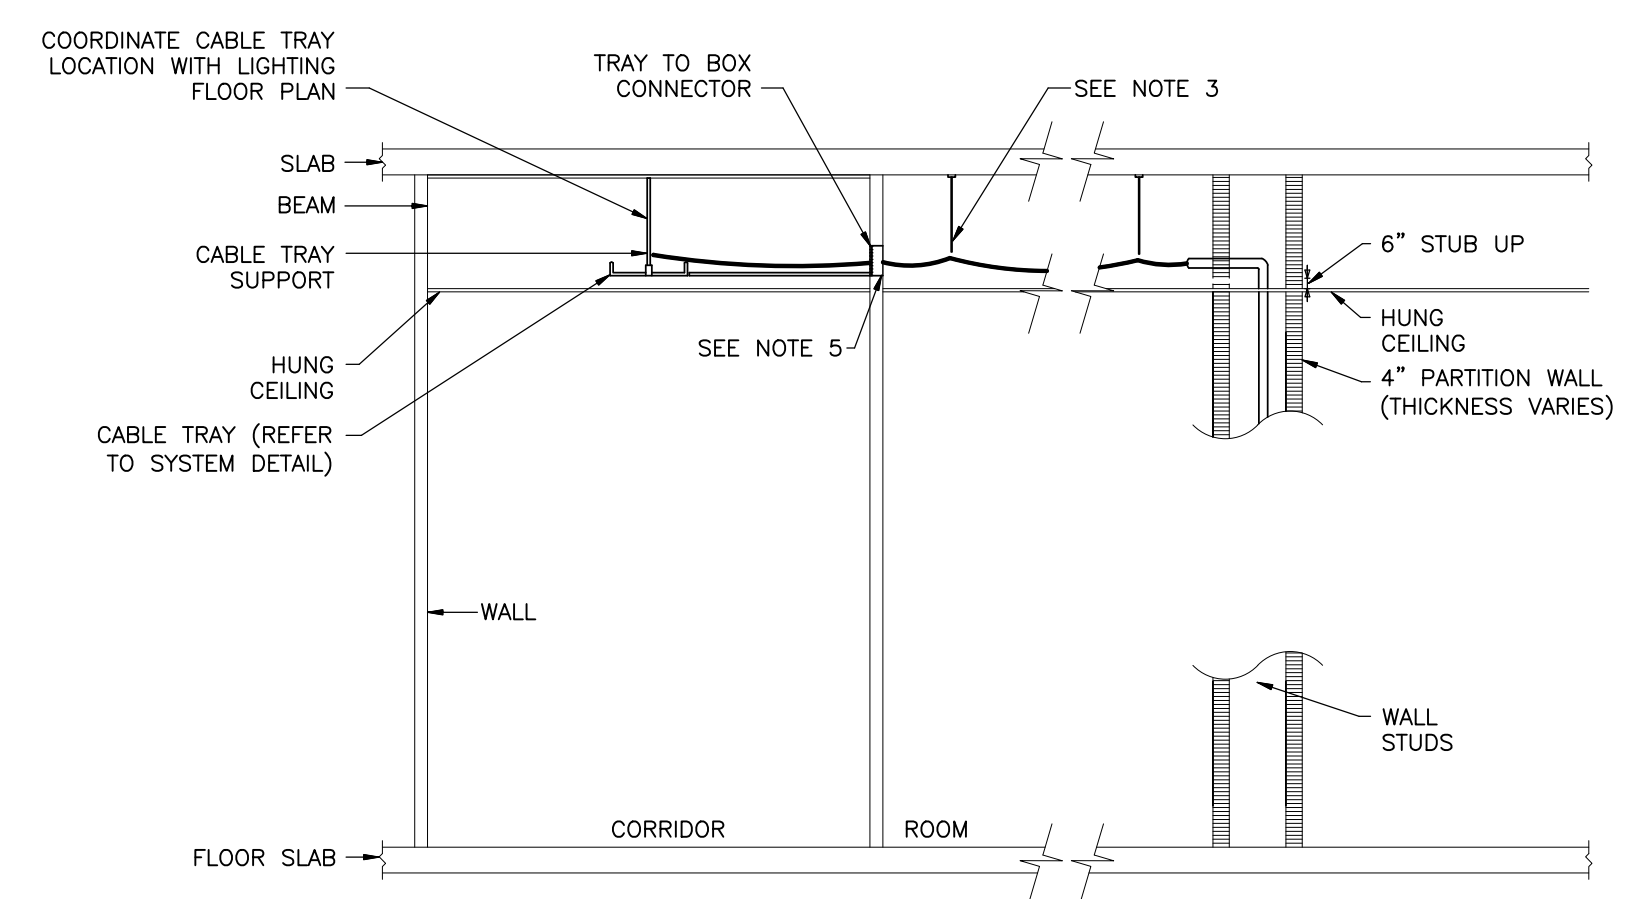 COORDINATE CABLE TRAY
LOCATION WITH LIGHTING
FLOOR PLAN
TRAY TO BOX
CONNECTOR
SEE NOTE 3
SLAB
BEAM
CABLE TRAY
SUPPORT
6” STUB UP
HUNG
CEILING
SEE NOTE 5
HUNG
CEILING
4” PARTITION WALL
(THICKNESS VARIES)
CABLE TRAY (REFER
TO SYSTEM DETAIL)
WALL
WALL
STUDS
CORRIDOR
ROOM
FLOOR SLAB